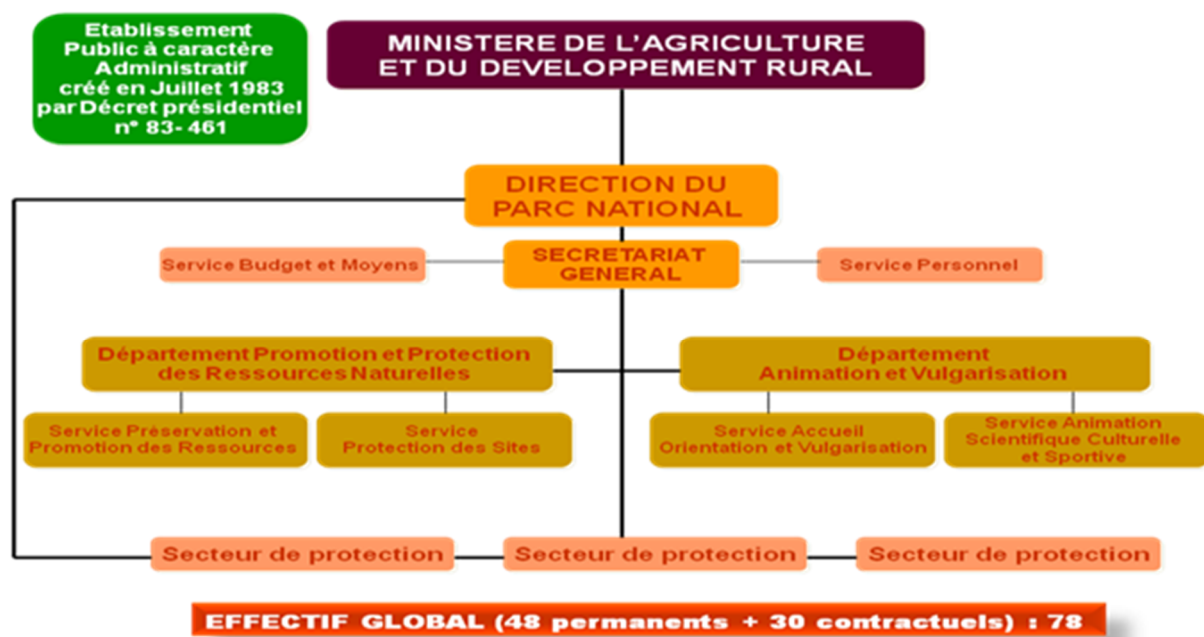 Etablissement
Public à caractère
Administratif
créé en Juillet 1983
par Décret présidentiel
n° 83- 461
MINISTERE DE L'AGRICULTURE
ET DU DEVELOPPEMENT RURAL
DIRECTION DU
PARC NATIONAL
Service Budget et Moyens
SECRETARIAT
GENERAL
Service Personnel
Département Promotion et Protection
des Ressources Naturelles
Département
Animation et Vulgarisation
Service Préservation et
Promotion des Ressources
Service
Protection des Sites
Service Accueil
Orientation et Vulgarisation
Service Animation
Scientifique Culturelle
et Sportive
Secteur de protection
Secteur de protection
Secteur de protection
EFFECTIF GLOBAL (48 permanents + 30 contractuels) : 78